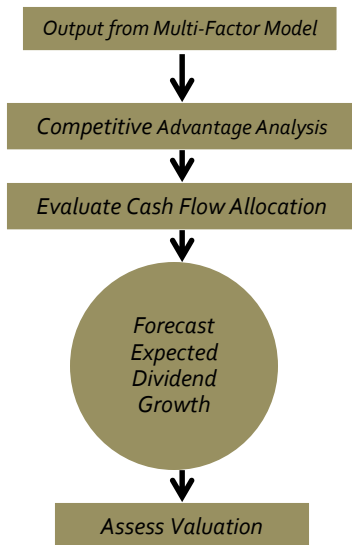 Output from Multi-Factor Model
Competitive Advantage Analysis
Evaluate Cash Flow Allocation
Forecast
Expected
Dividend
Growth
Assess Valuation